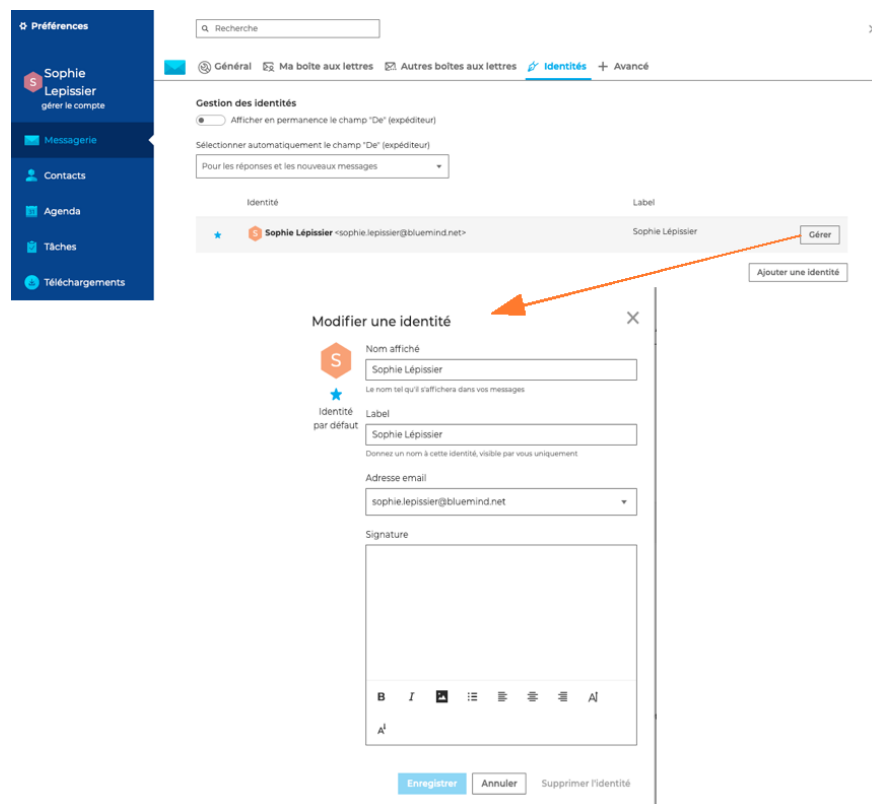 Préférences
Recherche
Sophie
Lepissier
gérer le compte
S
Messagerie
Contacts
Agenda
Tâches
Téléchargements
Général
Ma boîte aux lettres
Autres boîtes aux lettres
Identités
Avancé
Gestion des identités
Afficher en permanence le champ "De" (expéditeur)
Sélectionner automatiquement le champ "De" (expéditeur)
Pour les réponses et les nouveaux messages
Identité
Label
S
Sophie Lépissier <sophie.lepissier@bluemind.net>
Sophie Lépissier
Gérer
Ajouter une identité
Modifier une identité
S
Identité
par défaut
Nom affiché
Sophie Lépissier
Le nom tel qu'il s'affichera dans vos messages
Label
Sophie Lépissier
Donnez un nom à cette identité, visible par vous uniquement
Adresse email
sophie.lepissier@bluemind.net
Signature
B
I
A
A
Enregistrer
Annuler
Supprimer l'identité